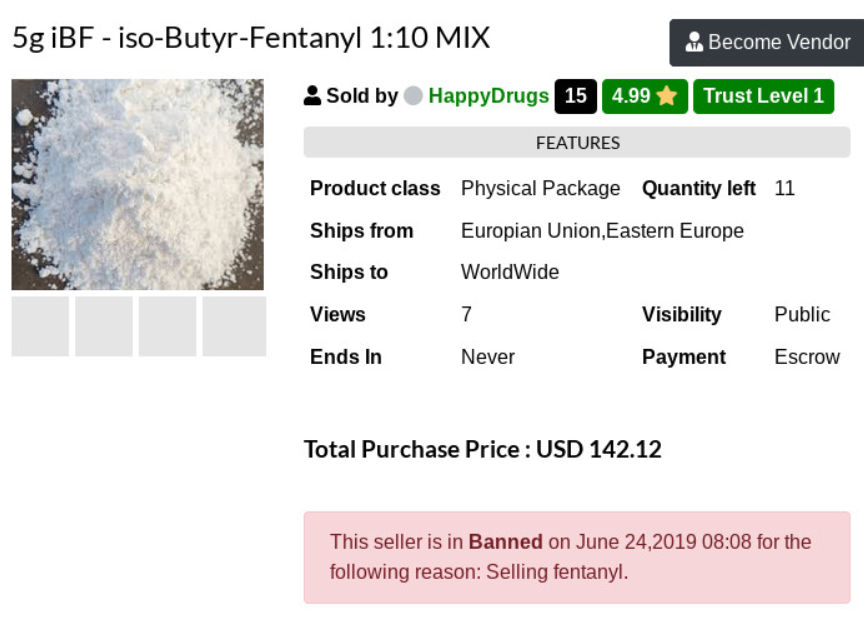 5g iBF - iso-Butyr-Fentanyl 1:10 MIX
Become Vendor
Sold by HappyDrugs 15 4.99 Trust Level 1
FEATURES
Product class Physical Package Quantity left 11
Ships from Europian Union,Eastern Europe
Ships to WorldWide
Views 7 Visibility Public
Ends In Never Payment Escrow
Total Purchase Price : USD 142.12
This seller is in Banned on June 24,2019 08:08 for the
following reason: Selling fentanyl.